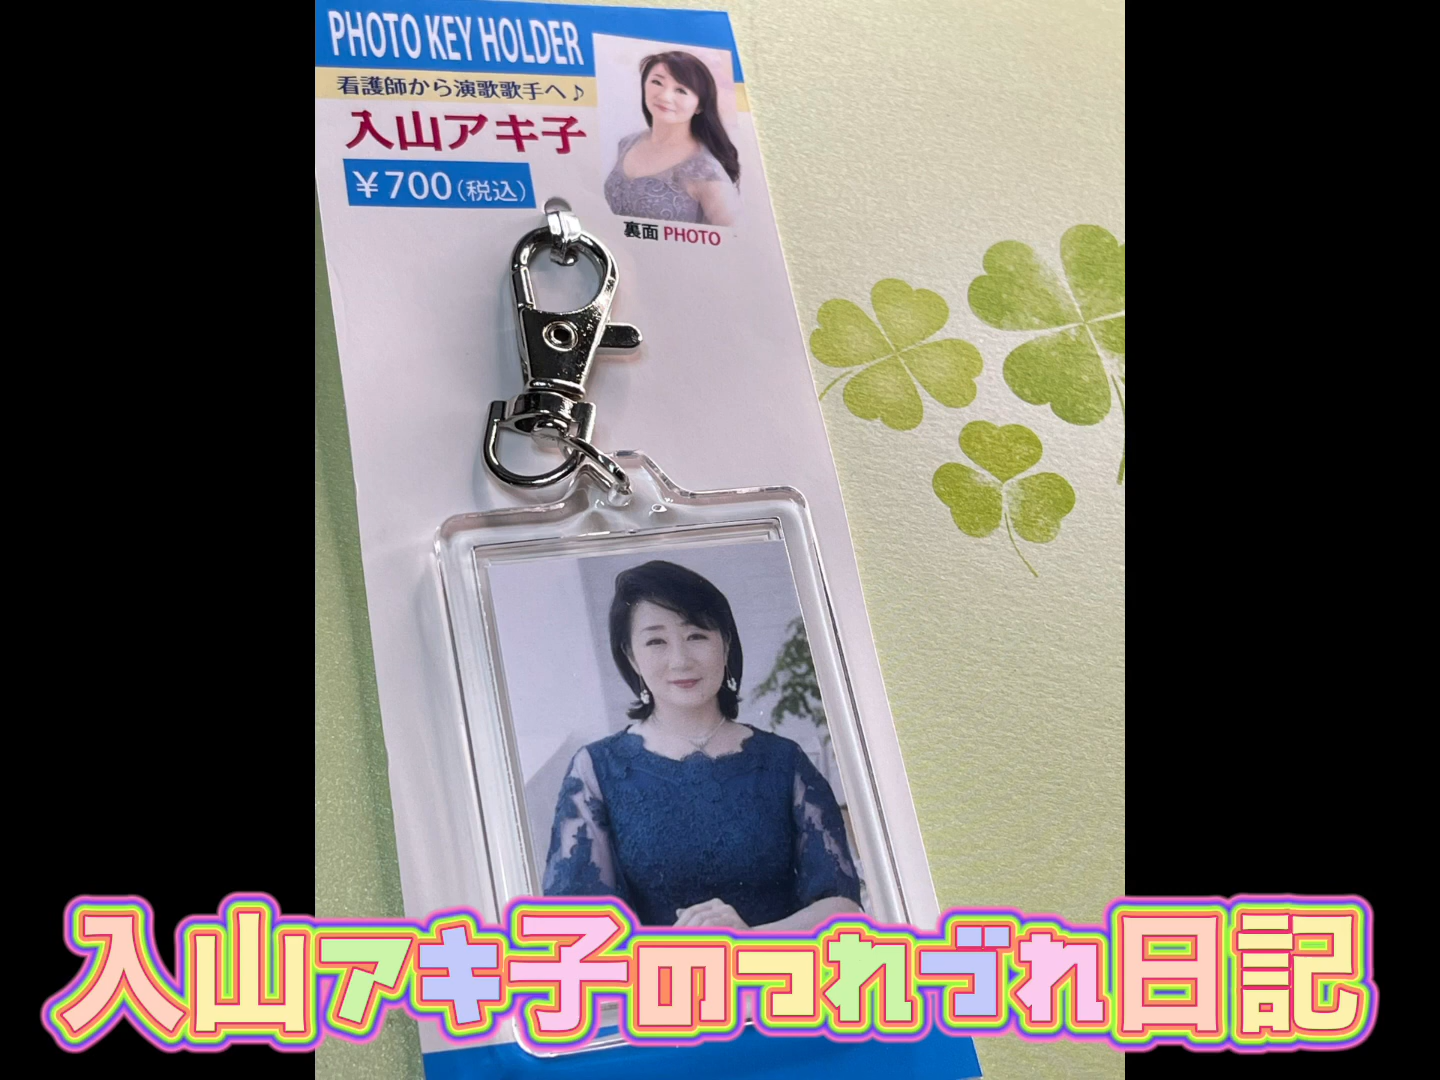 PHOTO KEY HOLDER
看護師から演歌歌手へ♪
入山アキ子
¥700(税込)
裏面 PHOTO
入山アキ子のつれづれ日記